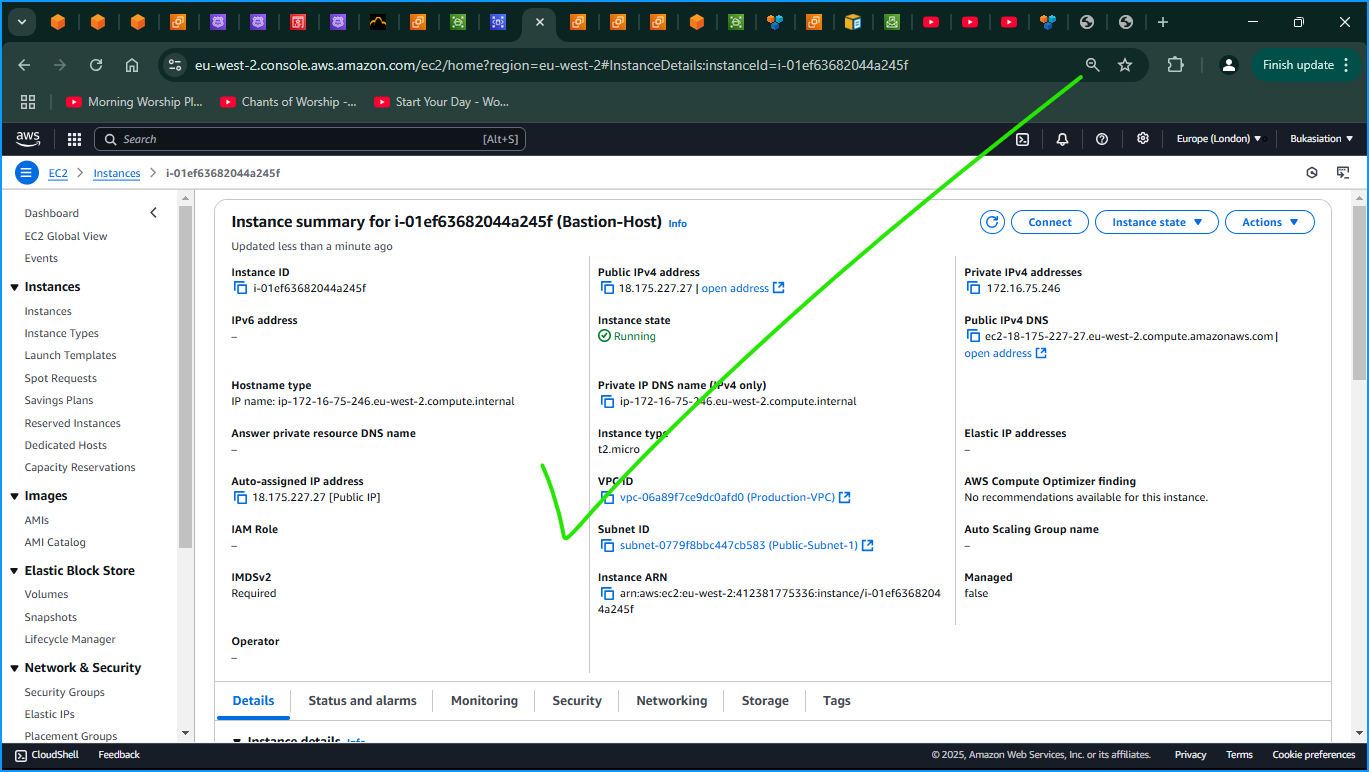 eu-west-2.console.aws.amazon.com/ec2/home?region=eu-west-2#InstanceDetails:instanceId=i-01ef63682044a245f
Finish update
Morning Worship Pl...
Chants of Worship -...
Start Your Day - Wo...
aws
Search
[Alt+S]
Europe (London)
Bukasiation
EC2
Instances
i-01ef63682044a245f
Dashboard
EC2 Global View
Events
Instances
Instances
Instance Types
Launch Templates
Spot Requests
Savings Plans
Reserved Instances
Dedicated Hosts
Capacity Reservations
Images
AMIs
AMI Catalog
Elastic Block Store
Volumes
Snapshots
Lifecycle Manager
Network & Security
Security Groups
Elastic IPs
Placement Groups
Instance summary for i-01ef63682044a245f (Bastion-Host) Info
Updated less than a minute ago
Connect
Instance state
Actions
Instance ID
i-01ef63682044a245f
Public IPv4 address
18.175.227.27 | open address
Private IPv4 addresses
172.16.75.246
IPv6 address
–
Instance state
Running
Public IPv4 DNS
ec2-18-175-227-27.eu-west-2.compute.amazonaws.com |
open address
Hostname type
IP name: ip-172-16-75-246.eu-west-2.compute.internal
Private IP DNS name (IPv4 only)
ip-172-16-75-246.eu-west-2.compute.internal
Answer private resource DNS name
–
Instance type
t2.micro
Elastic IP addresses
–
Auto-assigned IP address
18.175.227.27 [Public IP]
VPC ID
vpc-06a89f7ce9dc0afd0 (Production-VPC)
AWS Compute Optimizer finding
No recommendations available for this instance.
IAM Role
–
Subnet ID
subnet-0779f8bbc447cb583 (Public-Subnet-1)
Auto Scaling Group name
–
IMDSv2
Required
Instance ARN
arn:aws:ec2:eu-west-2:412381775336:instance/i-01ef6368204
4a245f
Managed
false
Operator
–
Details
Status and alarms
Monitoring
Security
Networking
Storage
Tags
Instance details Info
CloudShell
Feedback
© 2025, Amazon Web Services, Inc. or its affiliates.
Privacy
Terms
Cookie preferences